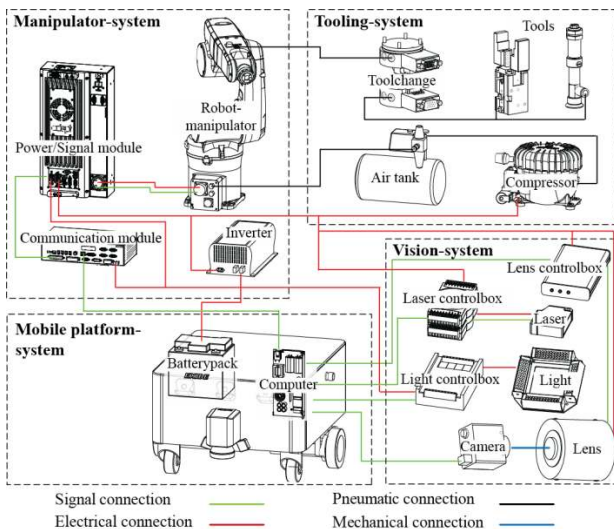 Manipulator-system
Tooling-system
Tools
Toolchange
Robot-
manipulator
Power/Signal module
Air tank
Compressor
Communication module
Inverter
Vision-system
Lens controlbox
Laser controlbox
Laser
Mobile platform-
system
Batterypack
Computer
Light controlbox
Light
Camera
Lens
Signal connection
Pneumatic connection
Electrical connection
Mechanical connection